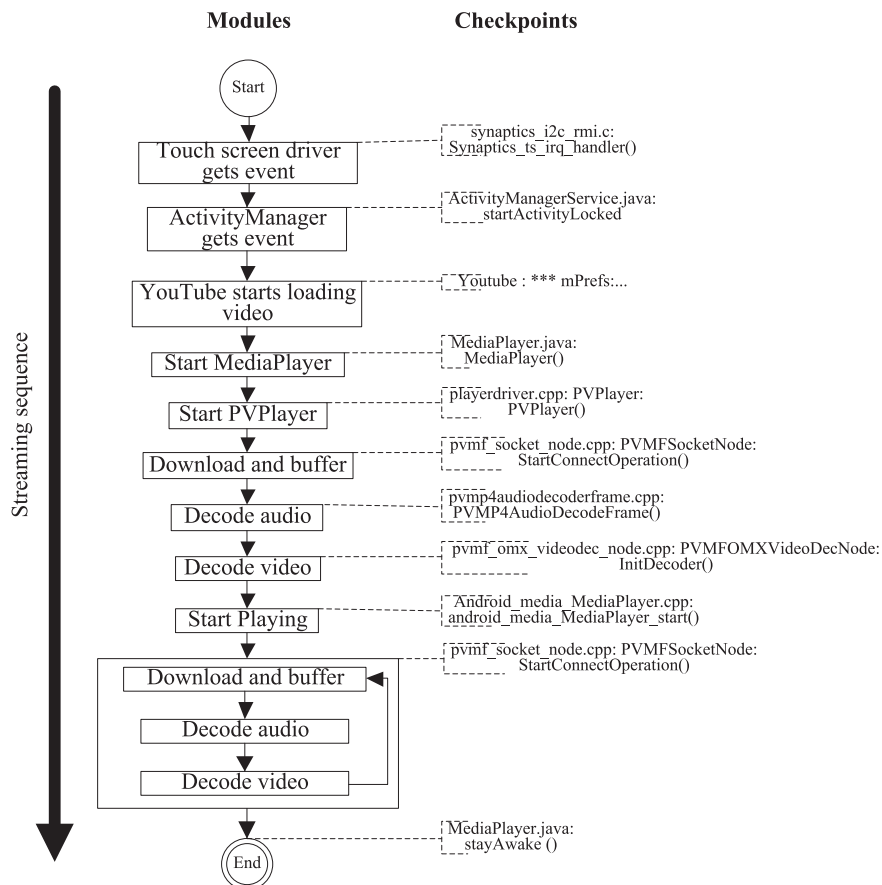 Modules
Checkpoints
Streaming sequence
Start
synaptics_i2c_rmi.c:
Synaptics_ts_irq_handler()
Touch screen driver
gets event
ActivityManagerService.java:
startActivityLocked
ActivityManager
gets event
Youtube : *** mPrefs:...
YouTube starts loading
video
MediaPlayer.java:
MediaPlayer()
Start MediaPlayer
playerdriver.cpp: PVPlayer:
PVPlayer()
Start PVPlayer
pvmf_socket_node.cpp: PVMFSocketNode:
StartConnectOperation()
Download and buffer
pvmp4audiodecoderframe.cpp:
PVMP4AudioDecodeFrame()
Decode audio
pvmf_omx_videodec_node.cpp: PVMFOMXVideoDecNode:
InitDecoder()
Decode video
Android_media_MediaPlayer.cpp:
android_media_MediaPlayer_start()
Start Playing
pvmf_socket_node.cpp: PVMFSocketNode:
StartConnectOperation()
Download and buffer
Decode audio
Decode video
MediaPlayer.java:
stayAwake ()
End